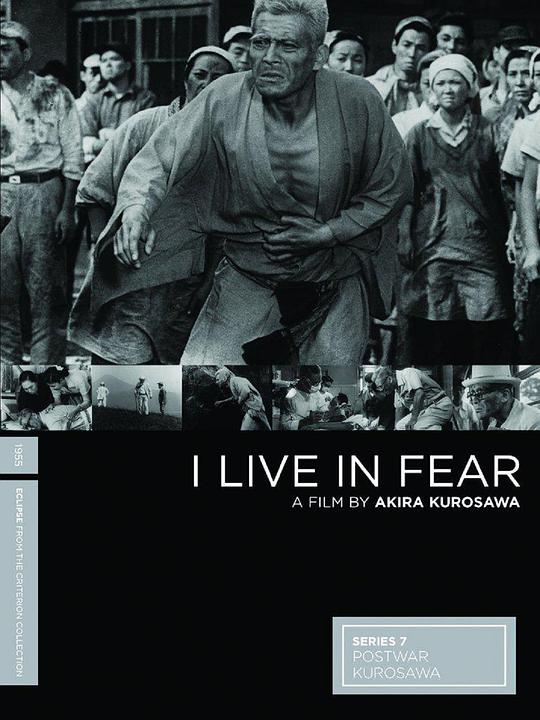 I LIVE IN FEAR
A FILM BY AKIRA KUROSAWA
1955
ECLIPSE FROM THE CRITERION COLLECTION
SERIES 7
POSTWAR
KUROSAWA